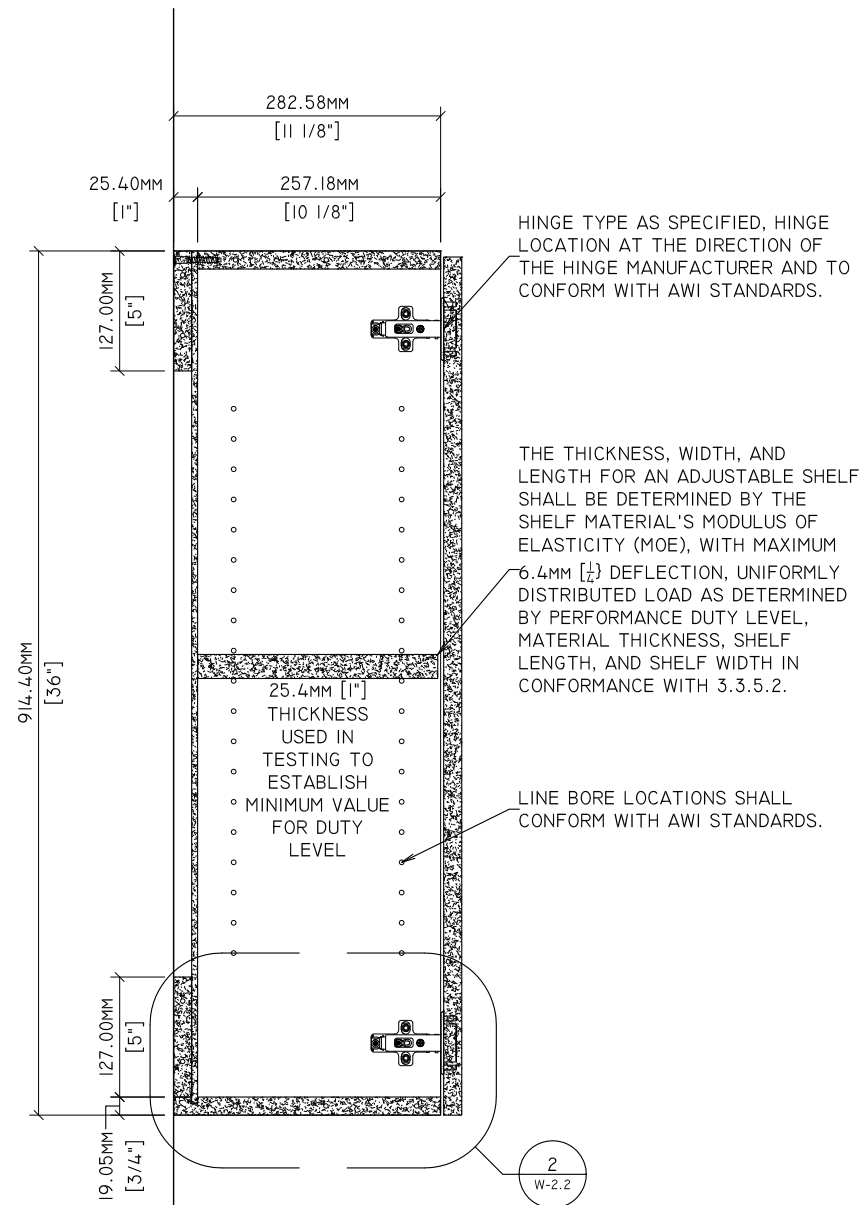 282.58MM
[11 1/8"]
25.40MM
[1"]
257.18MM
[10 1/8"]
127.00MM
[5"]
HINGE TYPE AS SPECIFIED, HINGE
LOCATION AT THE DIRECTION OF
THE HINGE MANUFACTURER AND TO
CONFORM WITH AWI STANDARDS.
THE THICKNESS, WIDTH, AND
LENGTH FOR AN ADJUSTABLE SHELF
SHALL BE DETERMINED BY THE
SHELF MATERIAL'S MODULUS OF
ELASTICITY (MOE), WITH MAXIMUM
6.4MM [1/4} DEFLECTION, UNIFORMLY
DISTRIBUTED LOAD AS DETERMINED
BY PERFORMANCE DUTY LEVEL,
MATERIAL THICKNESS, SHELF
LENGTH, AND SHELF WIDTH IN
CONFORMANCE WITH 3.3.5.2.
914.40MM
[36"]
25.4MM [1"]
THICKNESS
USED IN
TESTING TO
ESTABLISH
MINIMUM VALUE
FOR DUTY
LEVEL
LINE BORE LOCATIONS SHALL
CONFORM WITH AWI STANDARDS.
127.00MM
[5"]
19.05MM
[3/4"]
2
W-2.2